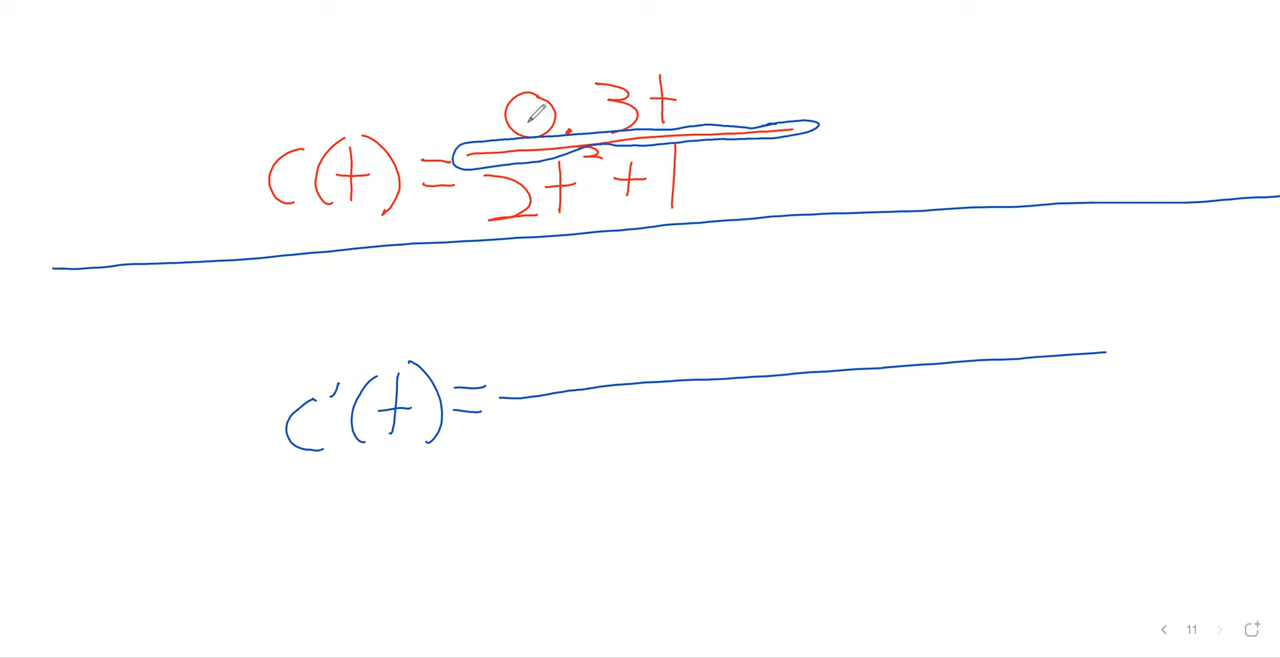 c(t) = 0.3t / 2t² + 1
c'(t) =
11